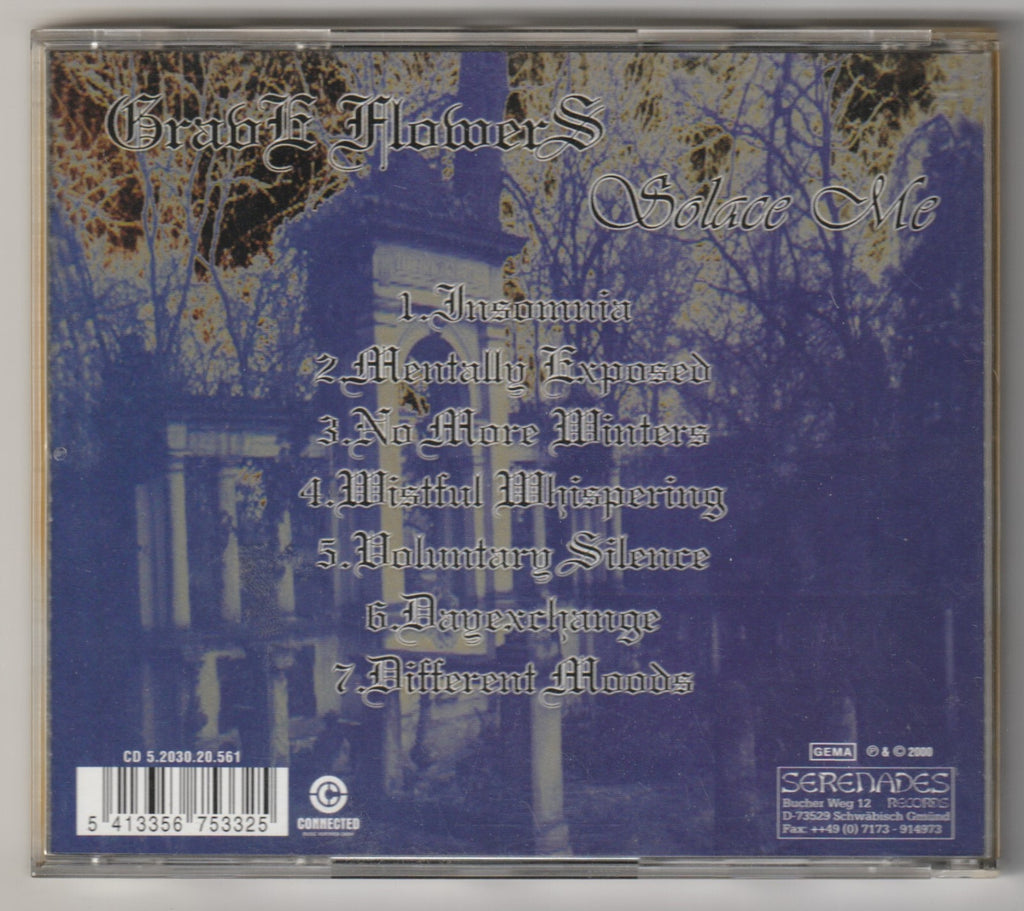 GravE FlowerS
Solace Me
1.Insomnia
2.Mentally Exposed
3.No More Winters
4.Wistful Whispering
5.Voluntary Silence
6.Dayexchange
7.Different Moods
CD 5.2030.20.561
5 413356 753325
CONNECTED
GEMA ℗ & © 2000
SERENADES
Bucher Weg 12 RECORDS
D-73529 Schwäbisch Gmünd
Fax: ++49 (0) 7173 - 914973